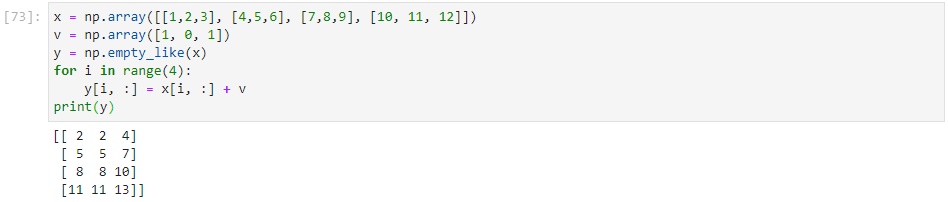 [73]: x = np.array([[1,2,3], [4,5,6], [7,8,9], [10, 11, 12]])
v = np.array([1, 0, 1])
y = np.empty_like(x)
for i in range(4):
    y[i, :] = x[i, :] + v
print(y)
[[ 2  2  4]
 [ 5  5  7]
 [ 8  8 10]
 [11 11 13]]